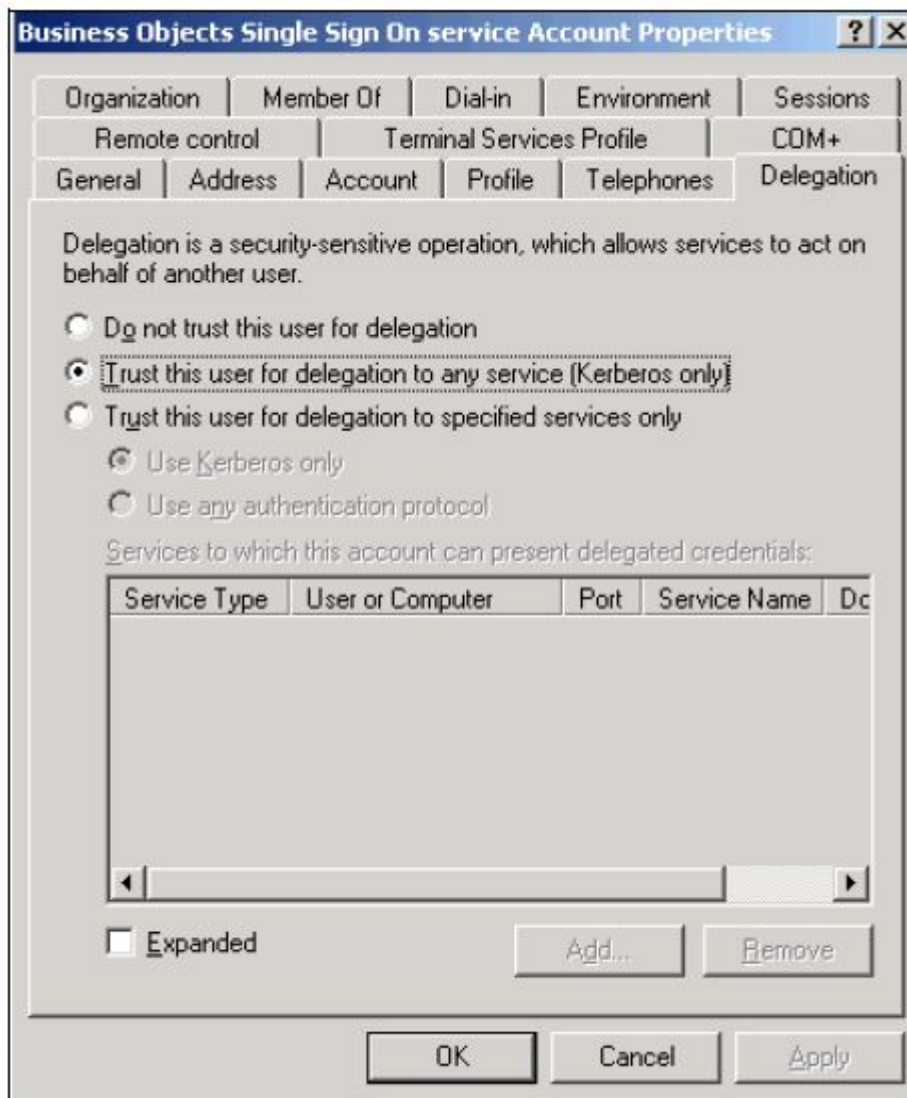 Business Objects Single Sign On service Account Properties
Organization Member Of Dial-in Environment Sessions
Remote control Terminal Services Profile COM+
General Address Account Profile Telephones Delegation
Delegation is a security-sensitive operation, which allows services to act on
behalf of another user.
Do not trust this user for delegation
Trust this user for delegation to any service (Kerberos only)
Trust this user for delegation to specified services only
Use Kerberos only
Use any authentication protocol
Services to which this account can present delegated credentials:
Service Type User or Computer Port Service Name Do
Expanded Add... Remove
OK Cancel Apply